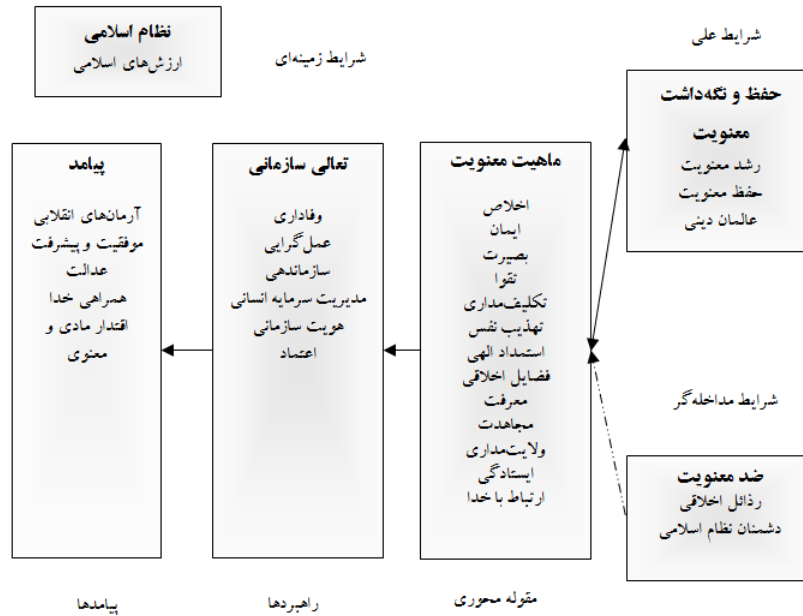 شرایط علی
حفظ و نگه‌داشت
معنویت
رشد معنویت
حفظ معنویت
عالمان دینی
شرایط مداخله‌گر
ضد معنویت
رذائل اخلاقی
دشمنان نظام اسلامی
ماهیت معنویت
اخلاص
ایمان
بصیرت
تقوا
تکلیف‌مداری
تهذیب نفس
استمداد الهی
فضایل اخلاقی
معرفت
مجاهدت
ولایت‌مداری
ایستادگی
ارتباط با خدا
مقوله محوری
شرایط زمینه‌ای
نظام اسلامی
ارزش‌های اسلامی
تعالی سازمانی
وفاداری
عمل‌گرایی
سازماندهی
مدیریت سرمایه انسانی
هویت سازمانی
اعتماد
راهبردها
پیامد
آرمان‌های انقلابی
موفقیت و پیشرفت
عدالت
همراهی خدا
اقتدار مادی و
معنوی
پیامدها